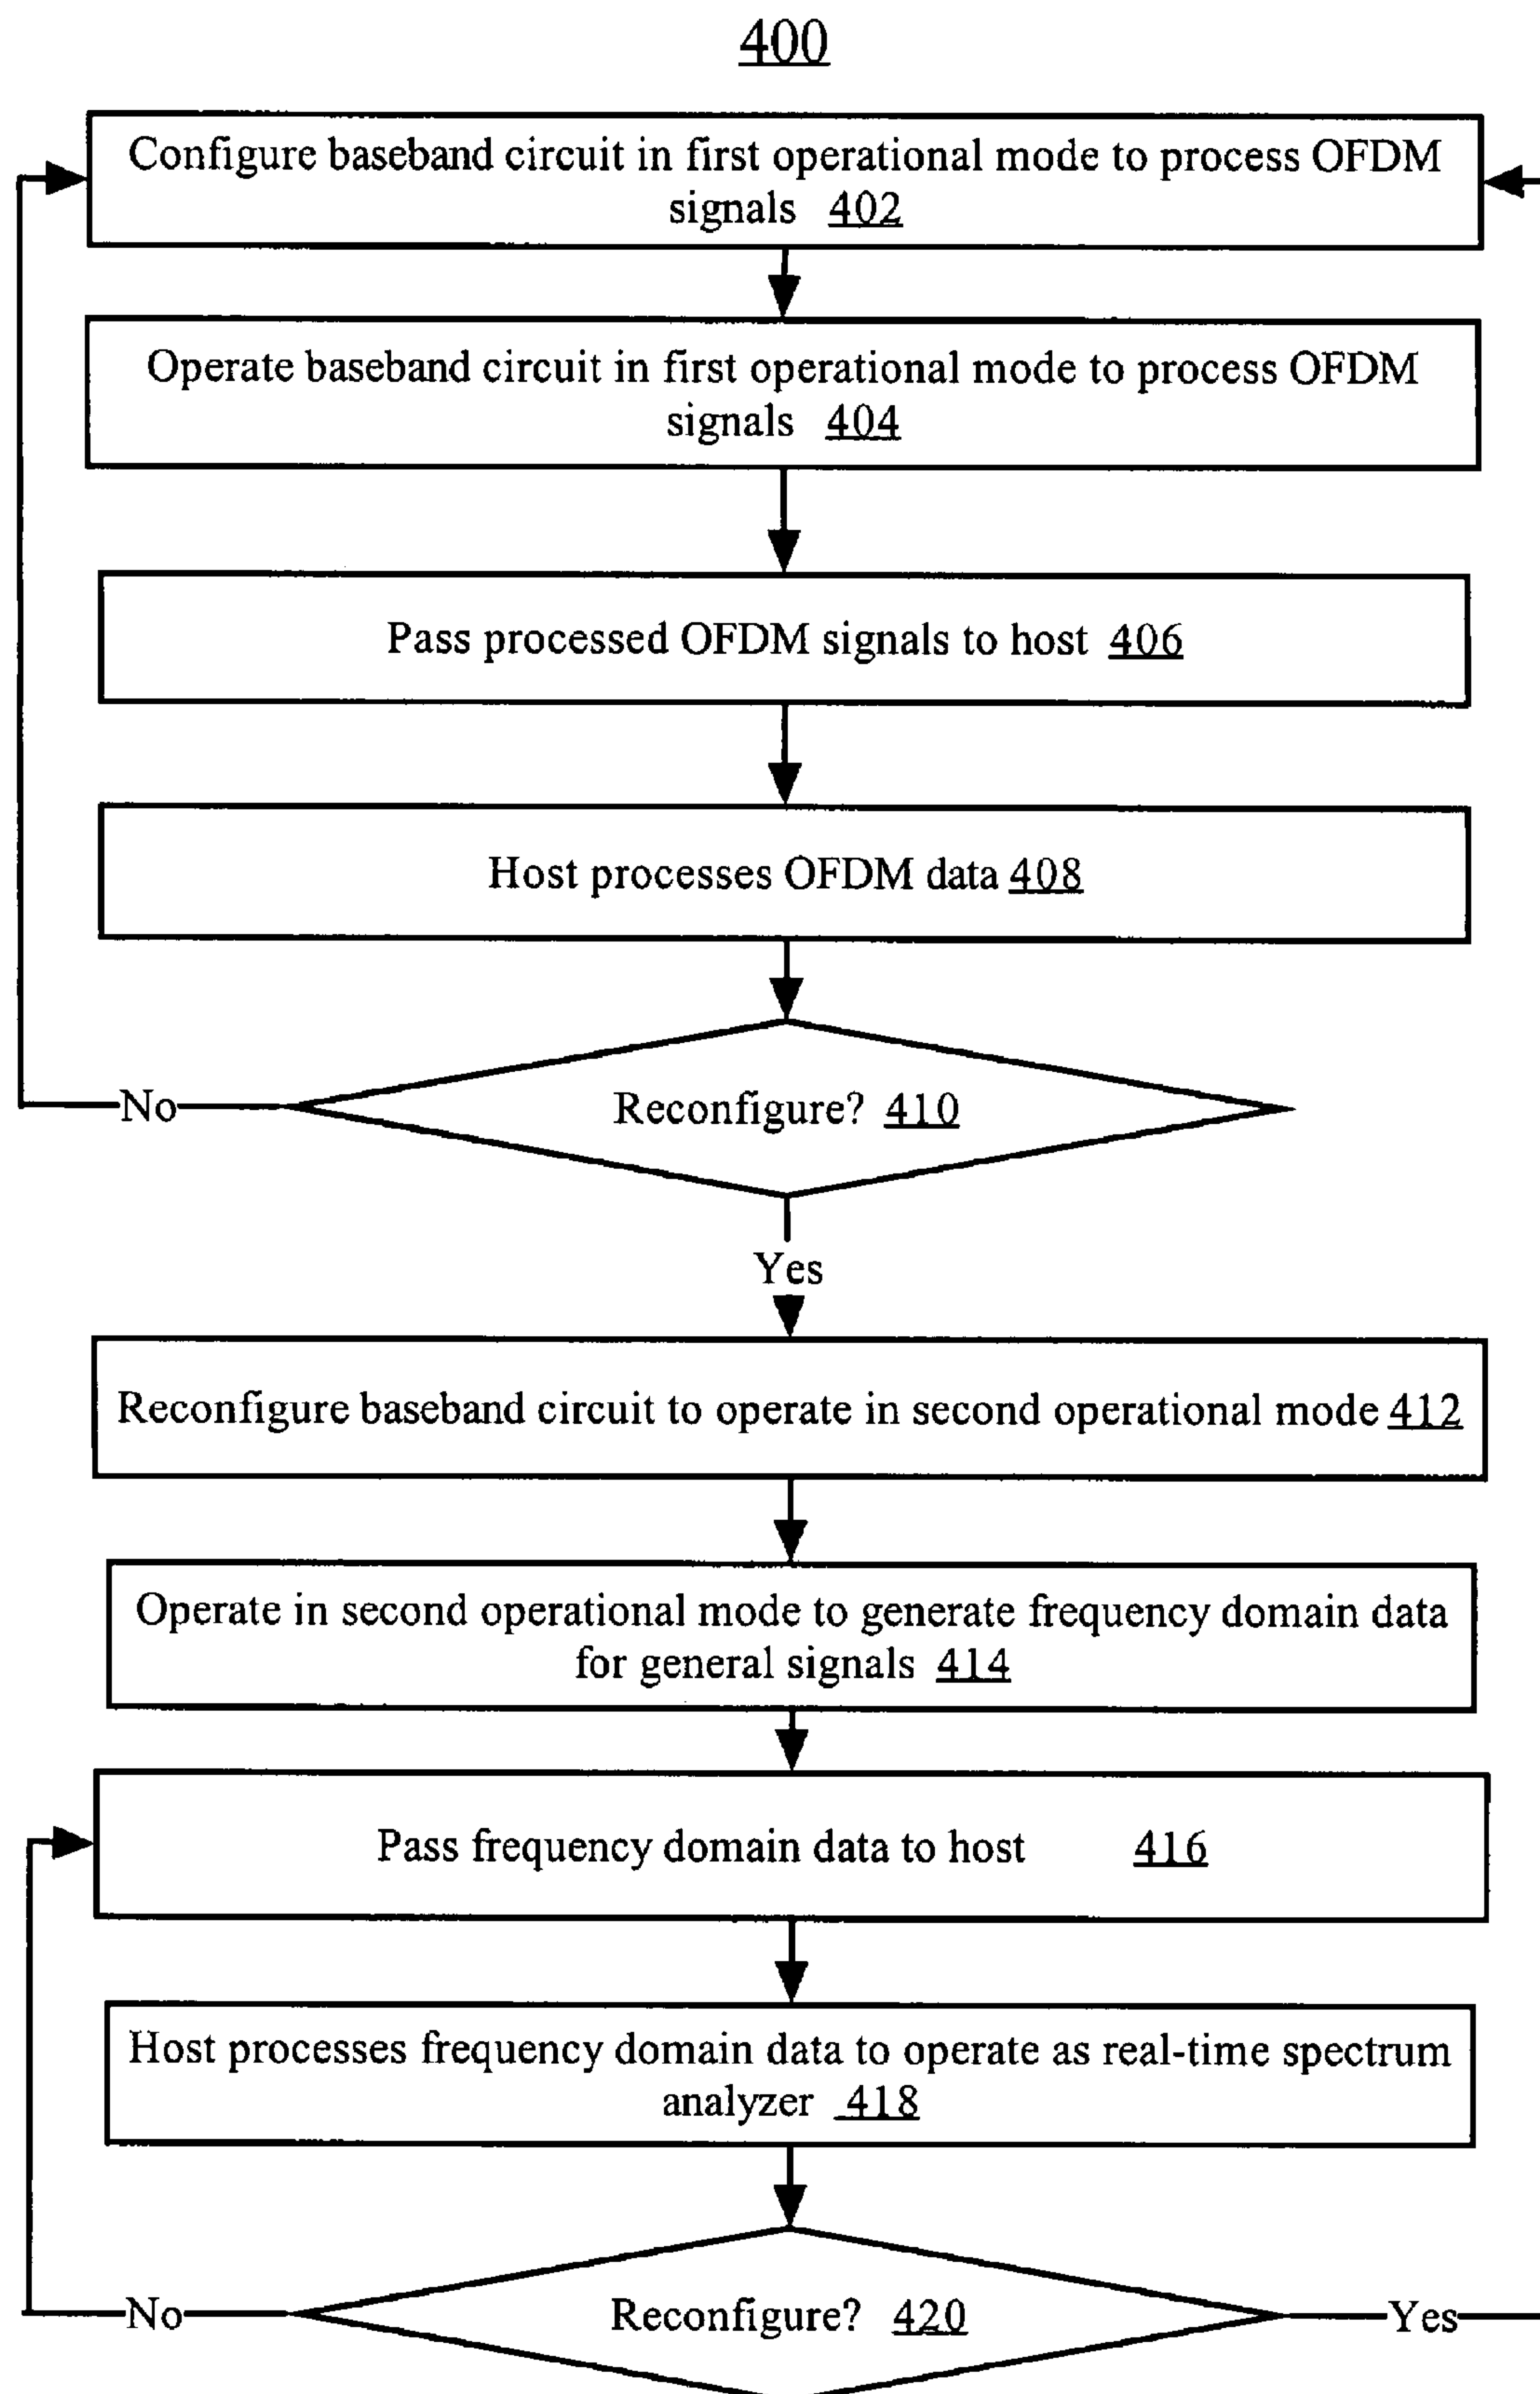 400
Configure baseband circuit in first operational mode to process OFDM
signals 402
Operate baseband circuit in first operational mode to process OFDM
signals 404
Pass processed OFDM signals to host 406
Host processes OFDM data 408
No
Reconfigure? 410
Yes
Reconfigure baseband circuit to operate in second operational mode 412
Operate in second operational mode to generate frequency domain data
for general signals 414
Pass frequency domain data to host 416
Host processes frequency domain data to operate as real-time spectrum
analyzer 418
No
Reconfigure? 420
Yes